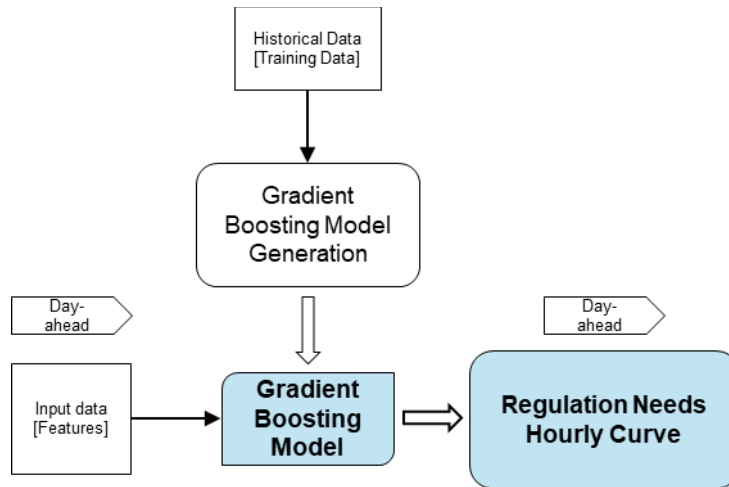 Historical Data
[Training Data]
Gradient
Boosting Model
Generation
Day-
ahead
Day-
ahead
Input data
[Features]
Gradient
Boosting
Model
Regulation Needs
Hourly Curve